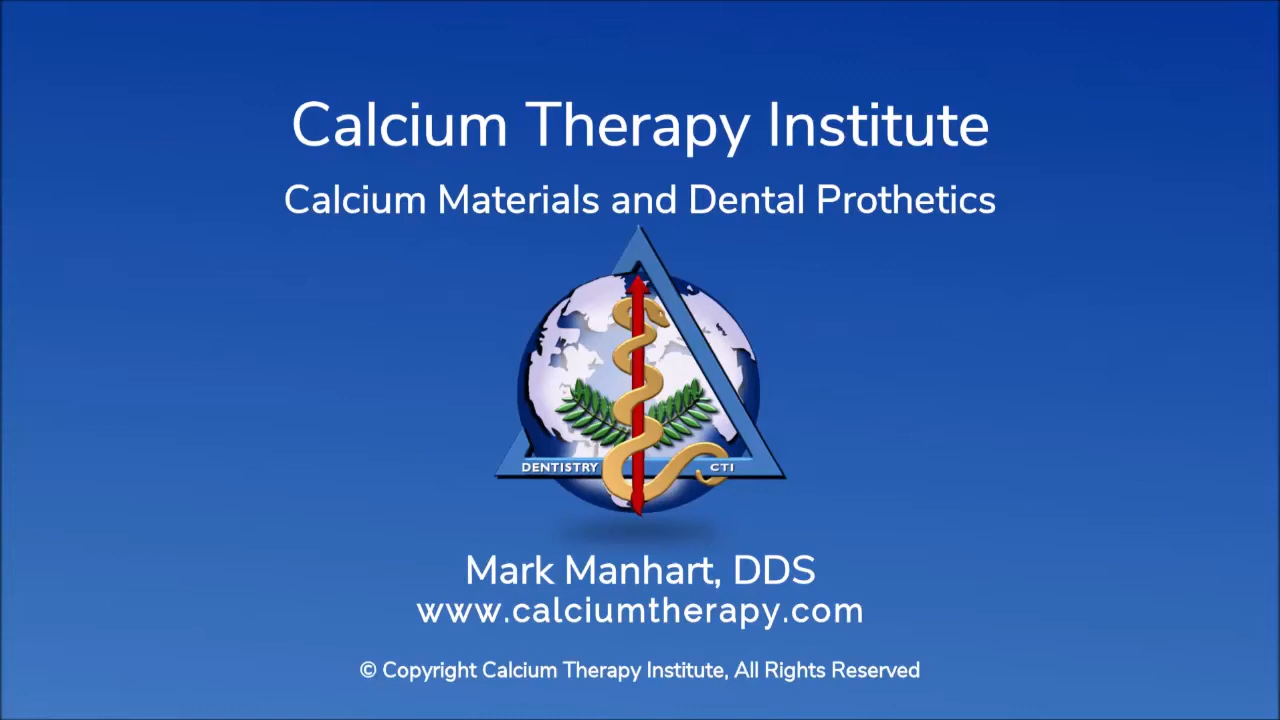 Calcium Therapy Institute
Calcium Materials and Dental Prothetics
DENTISTRY CTI
Mark Manhart, DDS
www.calciumtherapy.com
© Copyright Calcium Therapy Institute, All Rights Reserved